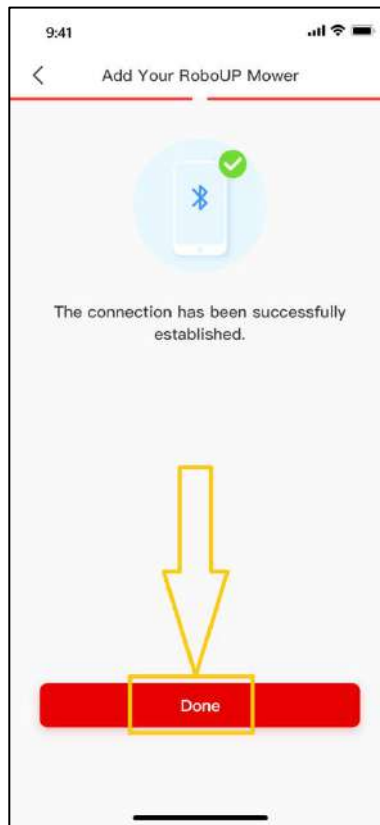 9:41
Add Your RoboUP Mower
The connection has been successfully
established.
Done